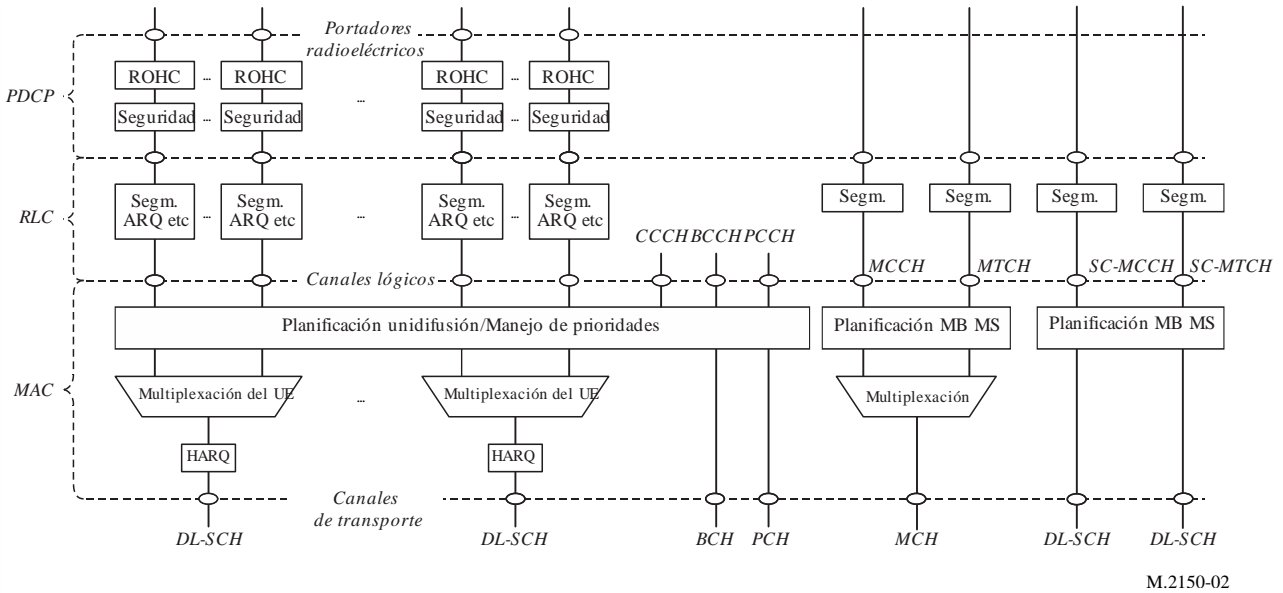 Portadores
radioeléctricos
PDCP
ROHC ... ROHC ... ROHC ... ROHC
Seguridad ... Seguridad ... Seguridad ... Seguridad
RLC
Segm.
ARQ etc
...
Segm.
ARQ etc
...
Segm.
ARQ etc
...
Segm.
ARQ etc
Segm.
Segm.
Segm.
Segm.
CCCH BCCH PCCH
Canales lógicos
MCCH
MTCH
SC-MCCH
SC-MTCH
MAC
Planificación unidifusión/Manejo de prioridades
Planificación MB MS
Planificación MB MS
Multiplexación del UE
...
Multiplexación del UE
Multiplexación
HARQ
HARQ
Canales
de transporte
DL-SCH
DL-SCH
BCH
PCH
MCH
DL-SCH
DL-SCH
M.2150-02